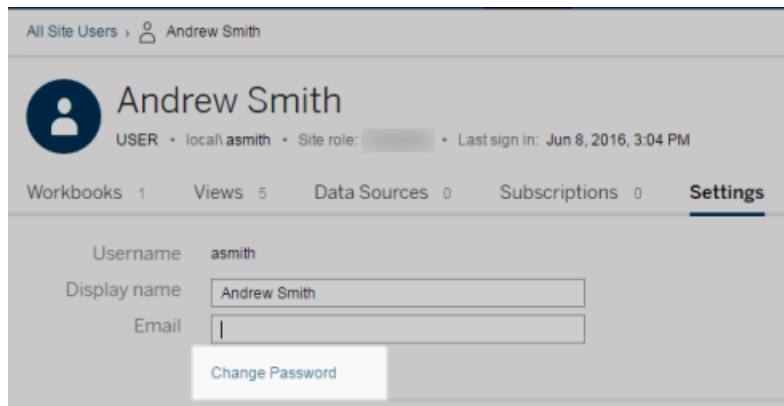 All Site Users › Andrew Smith
Andrew Smith
USER • local\asmith • Site role: • Last sign in: Jun 8, 2016, 3:04 PM
Workbooks 1 Views 5 Data Sources 0 Subscriptions 0 Settings
Username asmith
Display name Andrew Smith
Email
Change Password